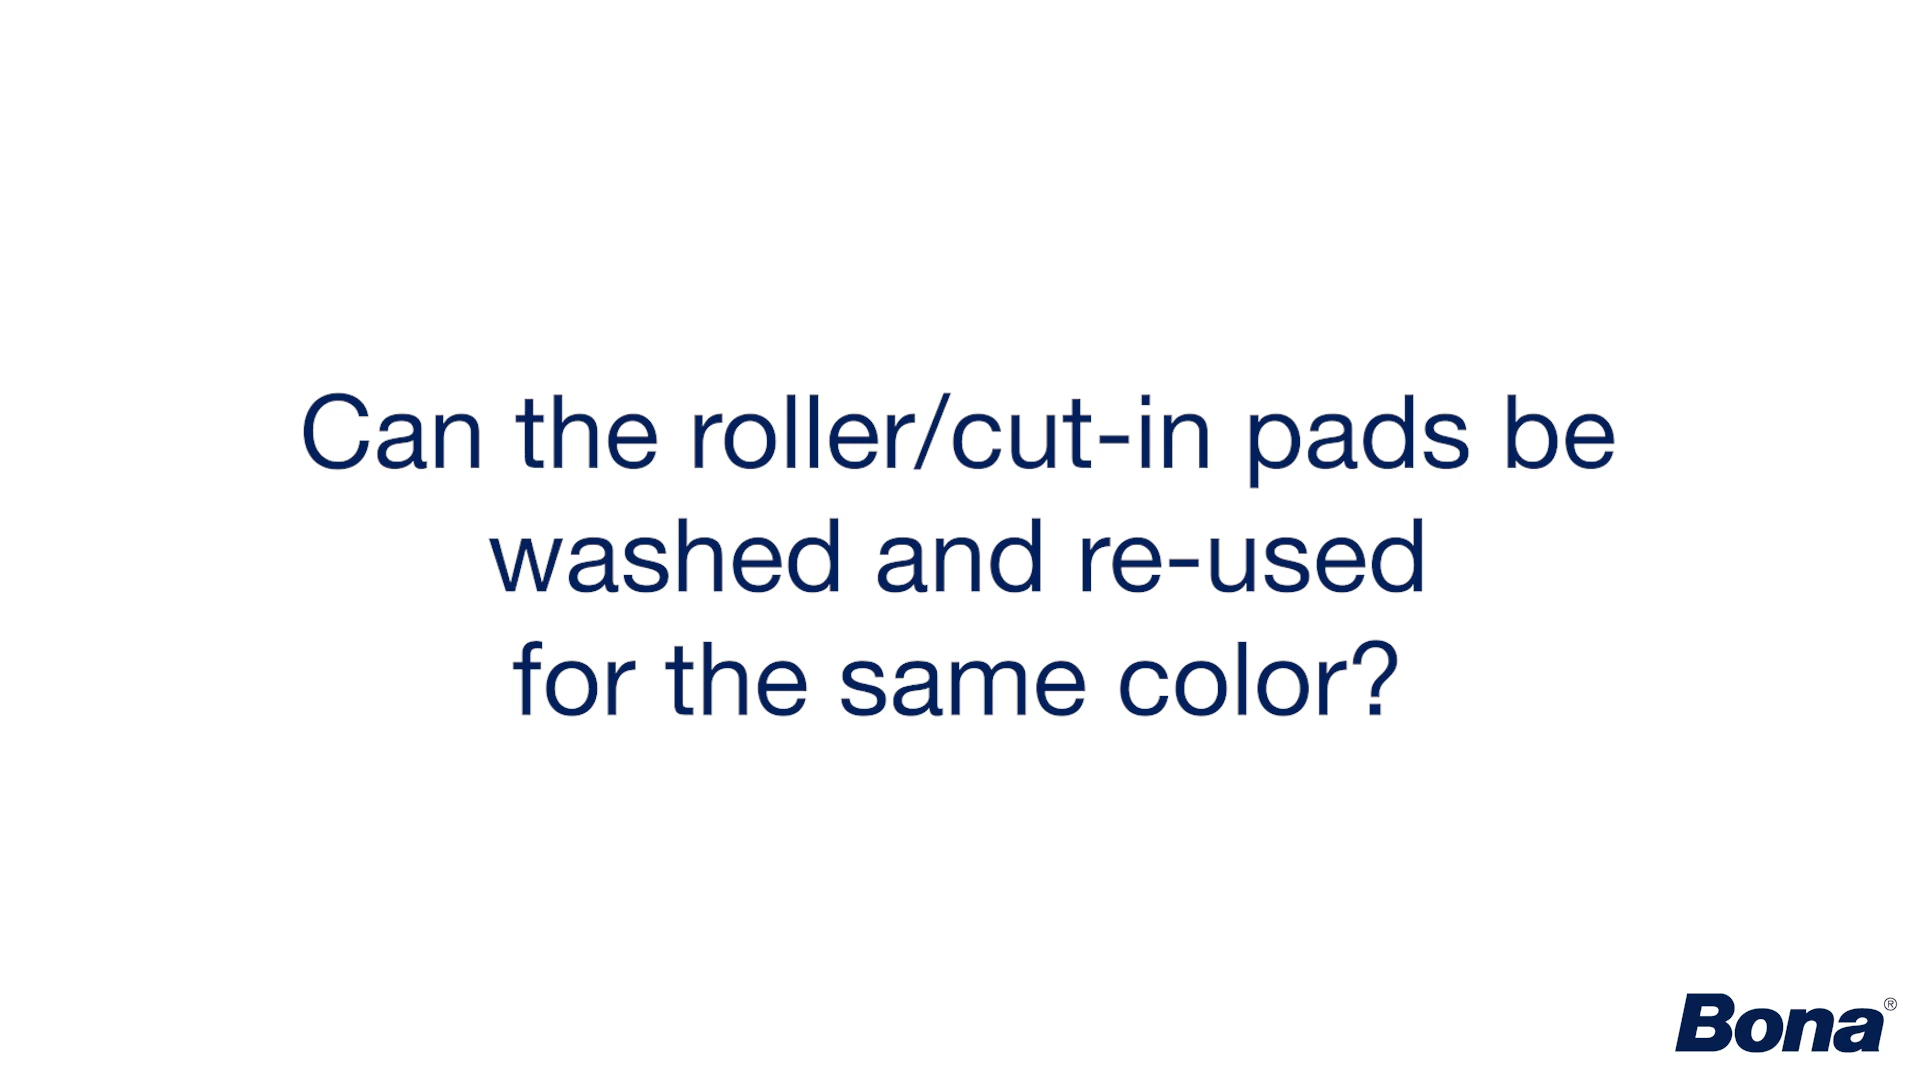 Can the roller/cut-in pads be
washed and re-used
for the same color?
Bona®